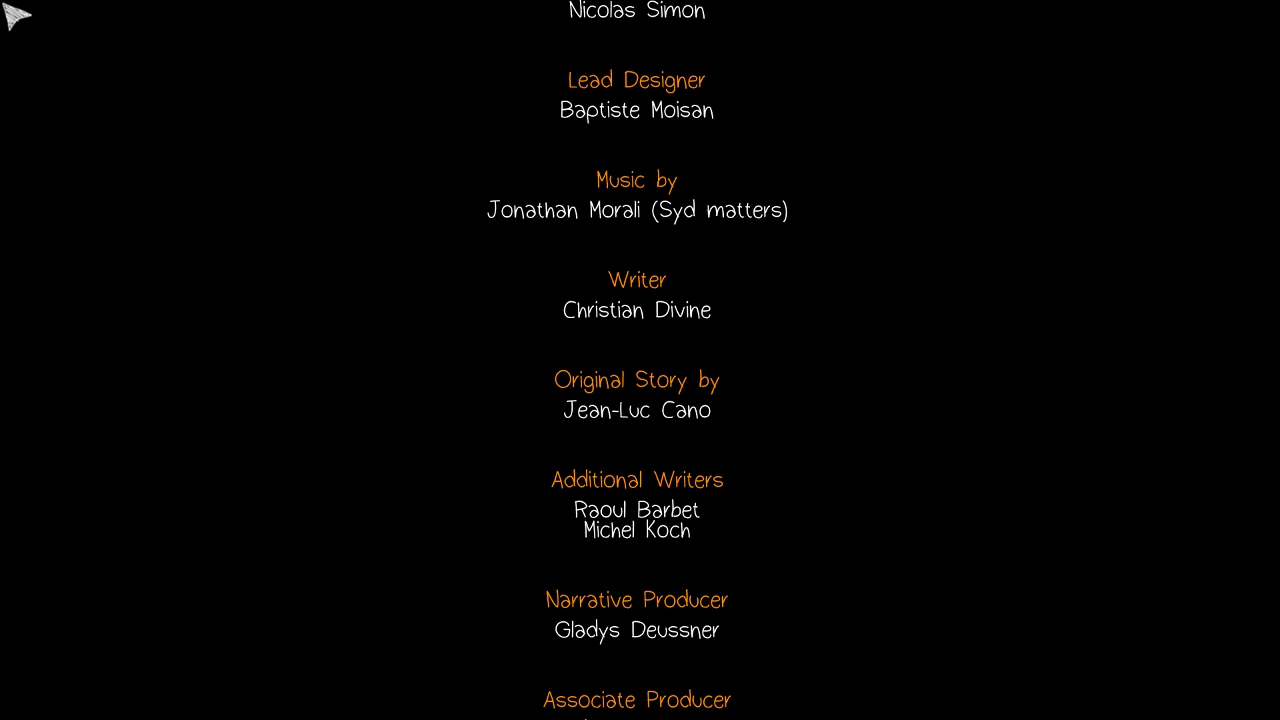 Nicolas Simon
Lead Designer
Baptiste Moisan
Music by
Jonathan Morali (Syd matters)
Writer
Christian Divine
Original Story by
Jean-Luc Cano
Additional Writers
Raoul Barbet
Michel Koch
Narrative Producer
Gladys Deussner
Associate Producer